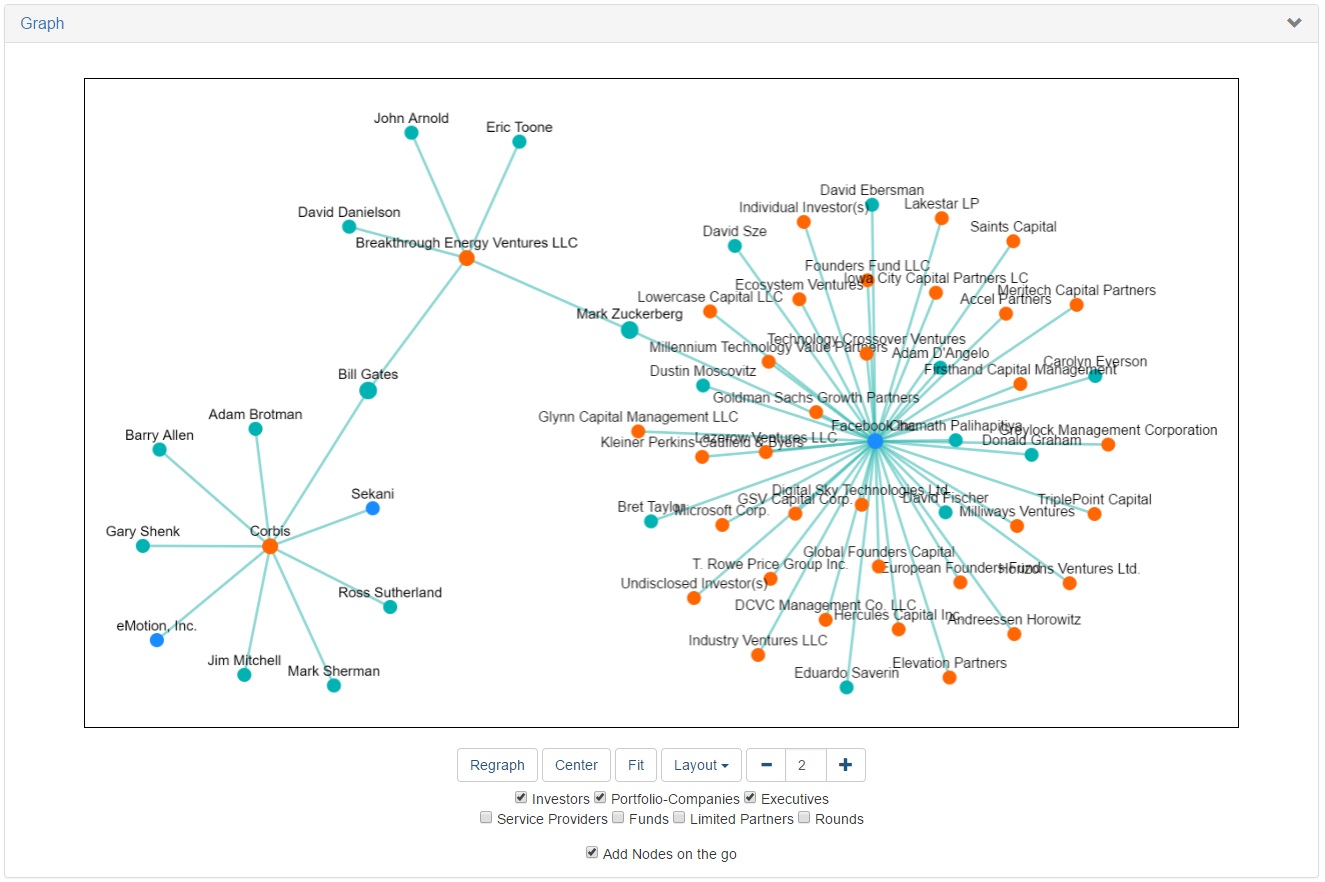 Graph
John Arnold
Eric Toone
David Danielson
Breakthrough Energy Ventures LLC
Mark Zuckerberg
Bill Gates
Adam Brotman
Barry Allen
Sekani
Gary Shenk
Corbis
Ross Sutherland
eMotion, Inc.
Jim Mitchell
Mark Sherman
David Ebersman
Individual Investor(s)
Lakestar LP
David Sze
Saints Capital
Founders Fund LLC
Iowa City Capital Partners LC
Ecosystem Ventures
Meritech Capital Partners
Lowercase Capital LLC
Accel Partners
Technology Crossover Ventures
Millennium Technology Value Partners
Adam D'Angelo
Carolyn Everson
Firsthand Capital Management
Dustin Moscovitz
Goldman Sachs Growth Partners
Glynn Capital Management LLC
Facebook Inc.
Chamath Palihapitiya
Greylock Management Corporation
Lazerow Ventures LLC
Kleiner Perkins Caufield & Byers
Donald Graham
Digital Sky Technologies Ltd.
GSV Capital Corp.
David Fischer
TriplePoint Capital
Bret Taylor
Microsoft Corp.
Milliways Ventures
Global Founders Capital
T. Rowe Price Group Inc.
European Founders Fund
Horizons Ventures Ltd.
Undisclosed Investor(s)
DCVC Management Co. LLC
Hercules Capital Inc.
Andreessen Horowitz
Industry Ventures LLC
Eduardo Saverin
Elevation Partners
Regraph Center Fit Layout 2
Investors Portfolio-Companies Executives
Service Providers Funds Limited Partners Rounds
Add Nodes on the go